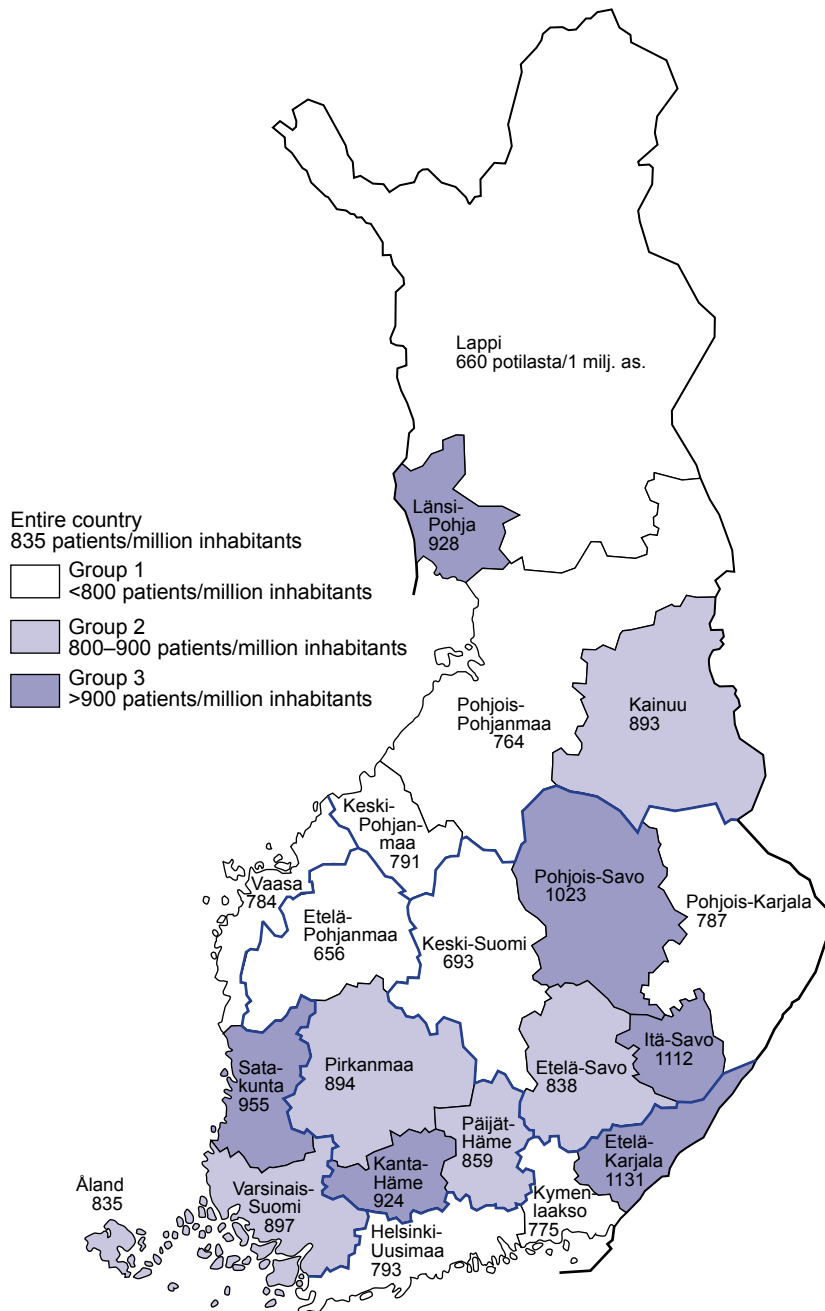 Lappi
660 potilasta/1 milj. as.
Länsi-
Pohja
928
Entire country
835 patients/million inhabitants
Group 1
<800 patients/million inhabitants
Group 2
800–900 patients/million inhabitants
Group 3
>900 patients/million inhabitants
Pohjois-
Pohjanmaa
764
Kainuu
893
Keski-
Pohjan-
maa
791
Vaasa
784
Etelä-
Pohjanmaa
656
Keski-Suomi
693
Pohjois-Savo
1023
Pohjois-Karjala
787
Sata-
kunta
955
Pirkanmaa
894
Etelä-Savo
838
Itä-Savo
1112
Päijät-
Häme
859
Etelä-
Karjala
1131
Kanta-
Häme
924
Åland
835
Varsinais-
Suomi
897
Kymen-
laakso
775
Helsinki-
Uusimaa
793